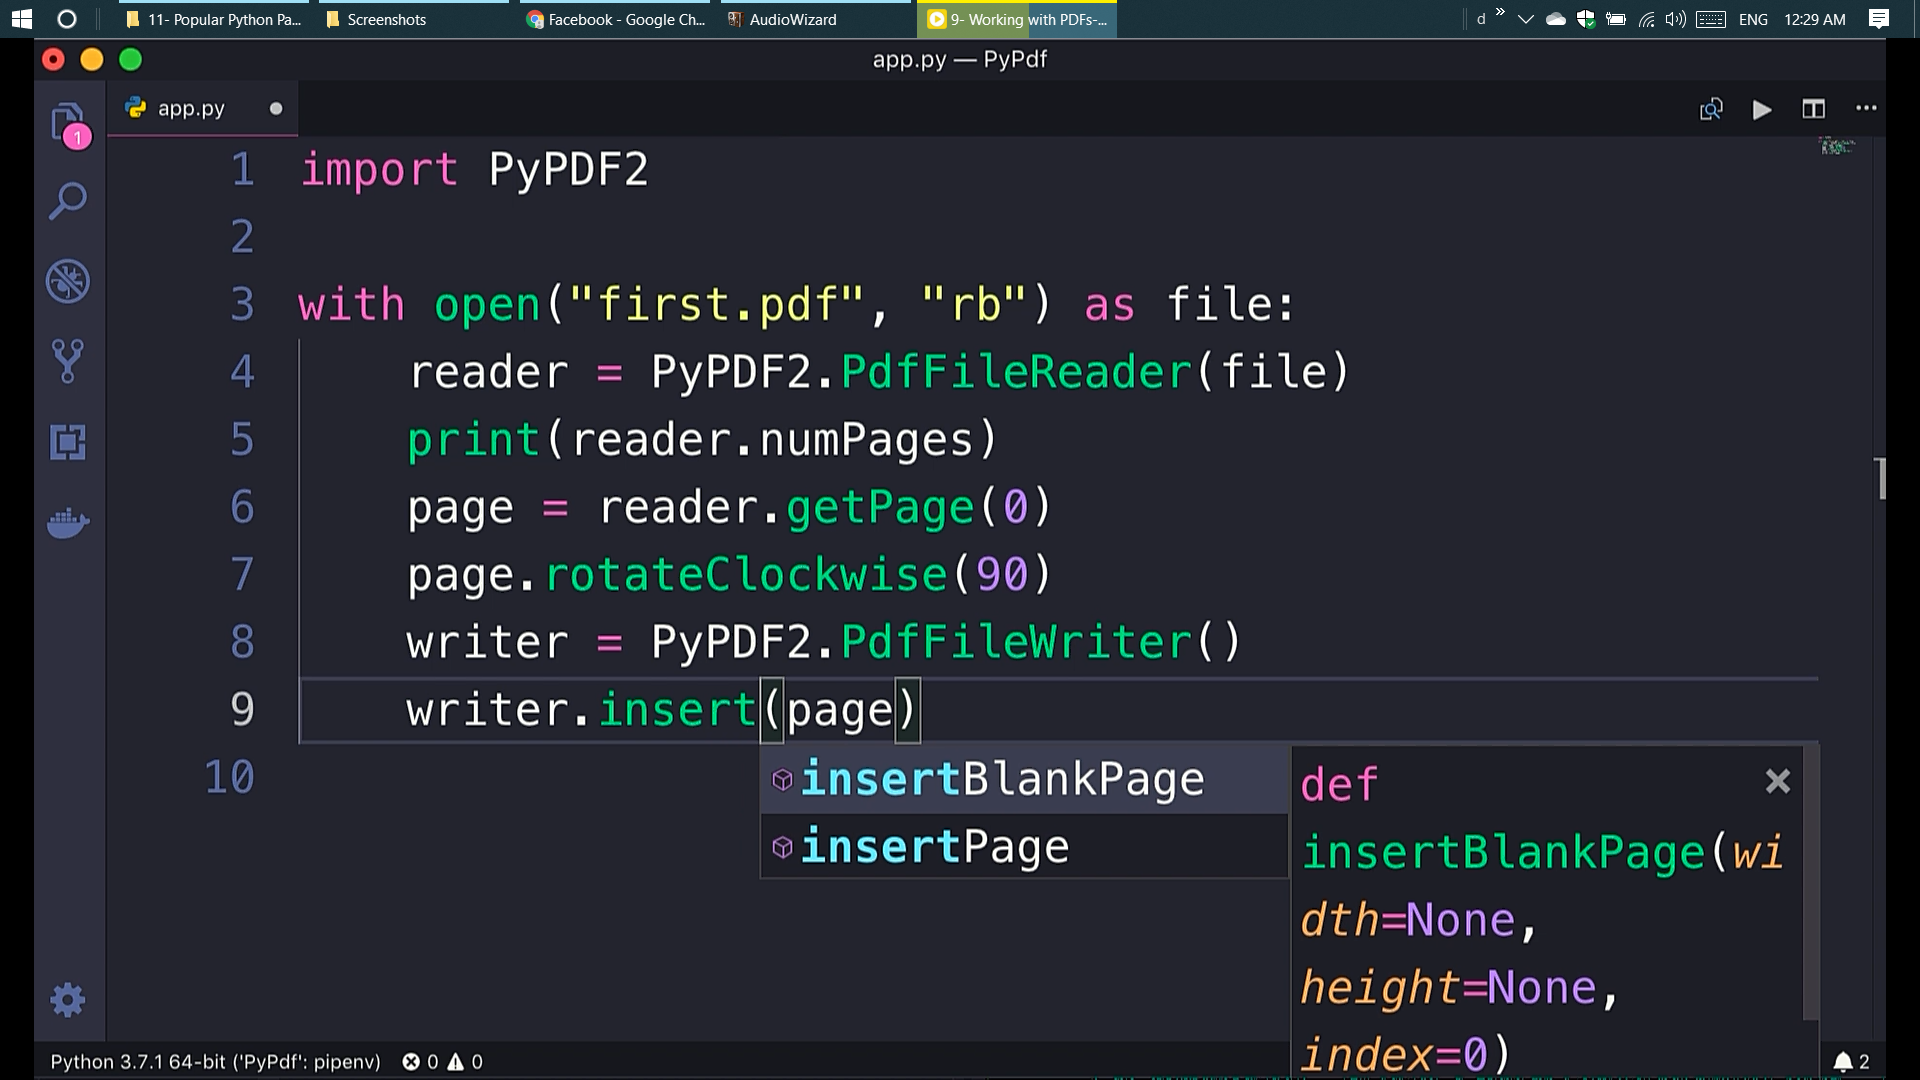 11- Popular Python Pa...
Screenshots
Facebook - Google Ch...
AudioWizard
9- Working with PDFs-...
d »
ENG
12:29 AM
app.py — PyPdf
1
app.py
1 import PyPDF2
2
3 with open("first.pdf", "rb") as file:
4 reader = PyPDF2.PdfFileReader(file)
5 print(reader.numPages)
6 page = reader.getPage(0)
7 page.rotateClockwise(90)
8 writer = PyPDF2.PdfFileWriter()
9 writer.insert(page)
10
insertBlankPage
insertPage
def
insertBlankPage(wi
dth=None,
height=None,
index=0)
Python 3.7.1 64-bit ('PyPdf': pipenv) 0 0
2